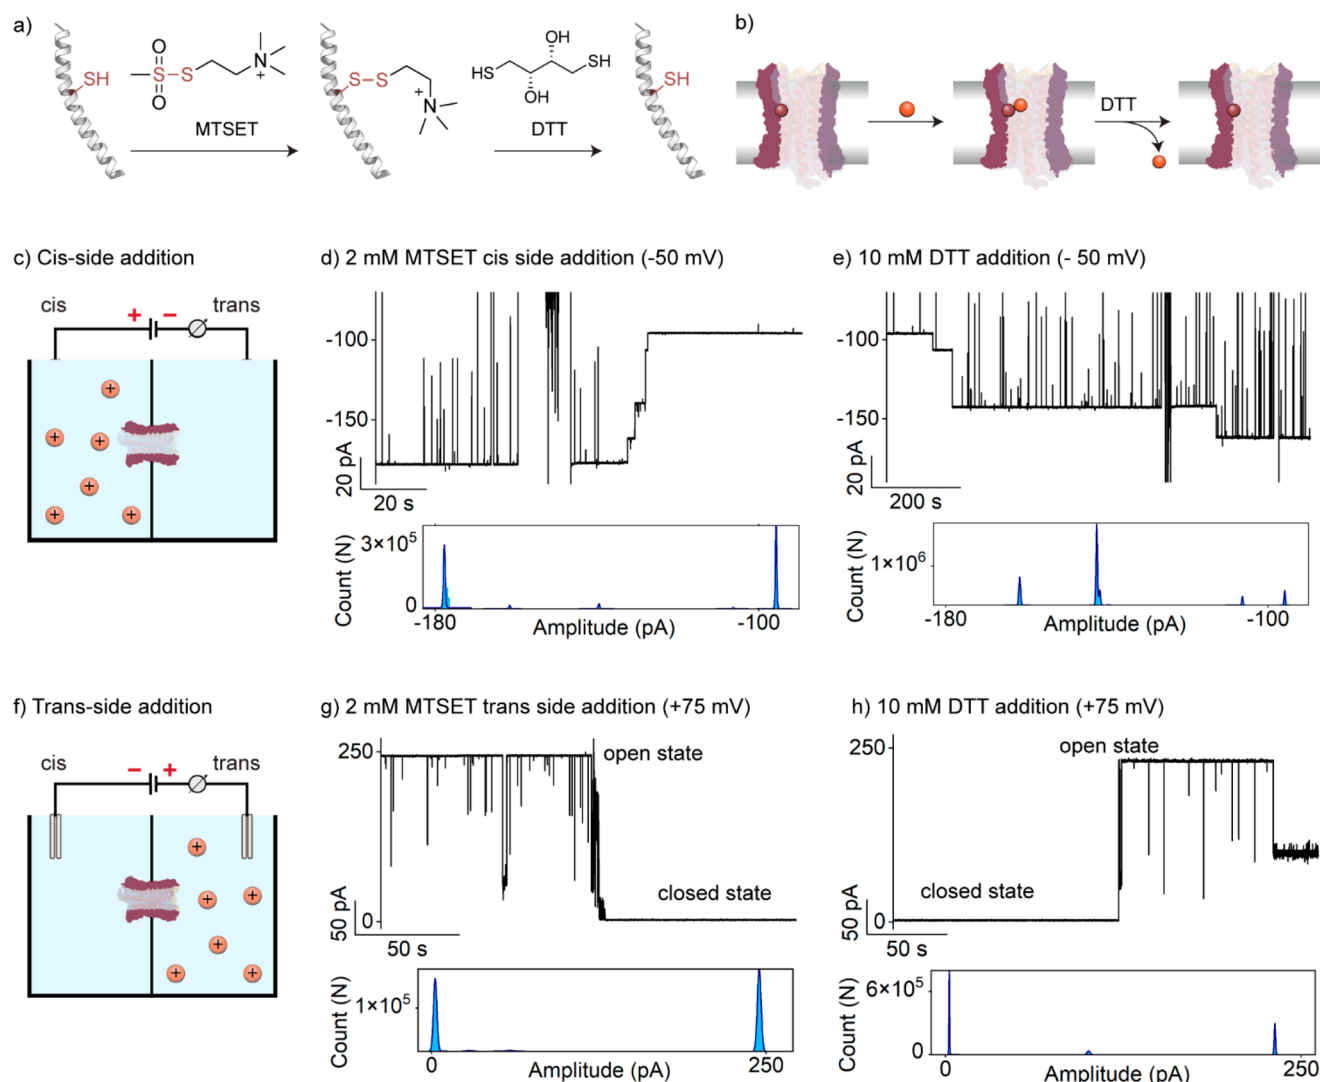 a)
SH
O
S
S
O
N
+
MTSET
S
S
N
+
OH
HS
SH
OH
DTT
SH
b)
DTT
c) Cis-side addition
cis
+
−
trans
+
+
+
+
+
+
d) 2 mM MTSET cis side addition (-50 mV)
-100
-150
20 pA
20 s
Count (N)
3×10⁵
0
-180
Amplitude (pA)
-100
e) 10 mM DTT addition (- 50 mV)
-100
-150
20 pA
200 s
Count (N)
1×10⁶
-180
Amplitude (pA)
-100
f) Trans-side addition
cis
−
+
trans
+
+
+
+
+
+
g) 2 mM MTSET trans side addition (+75 mV)
250
open state
closed state
0
50 pA
50 s
Count (N)
1×10⁵
0
Amplitude (pA)
250
h) 10 mM DTT addition (+75 mV)
250
open state
closed state
0
50 pA
50 s
Count (N)
6×10⁵
0
0
Amplitude (pA)
250